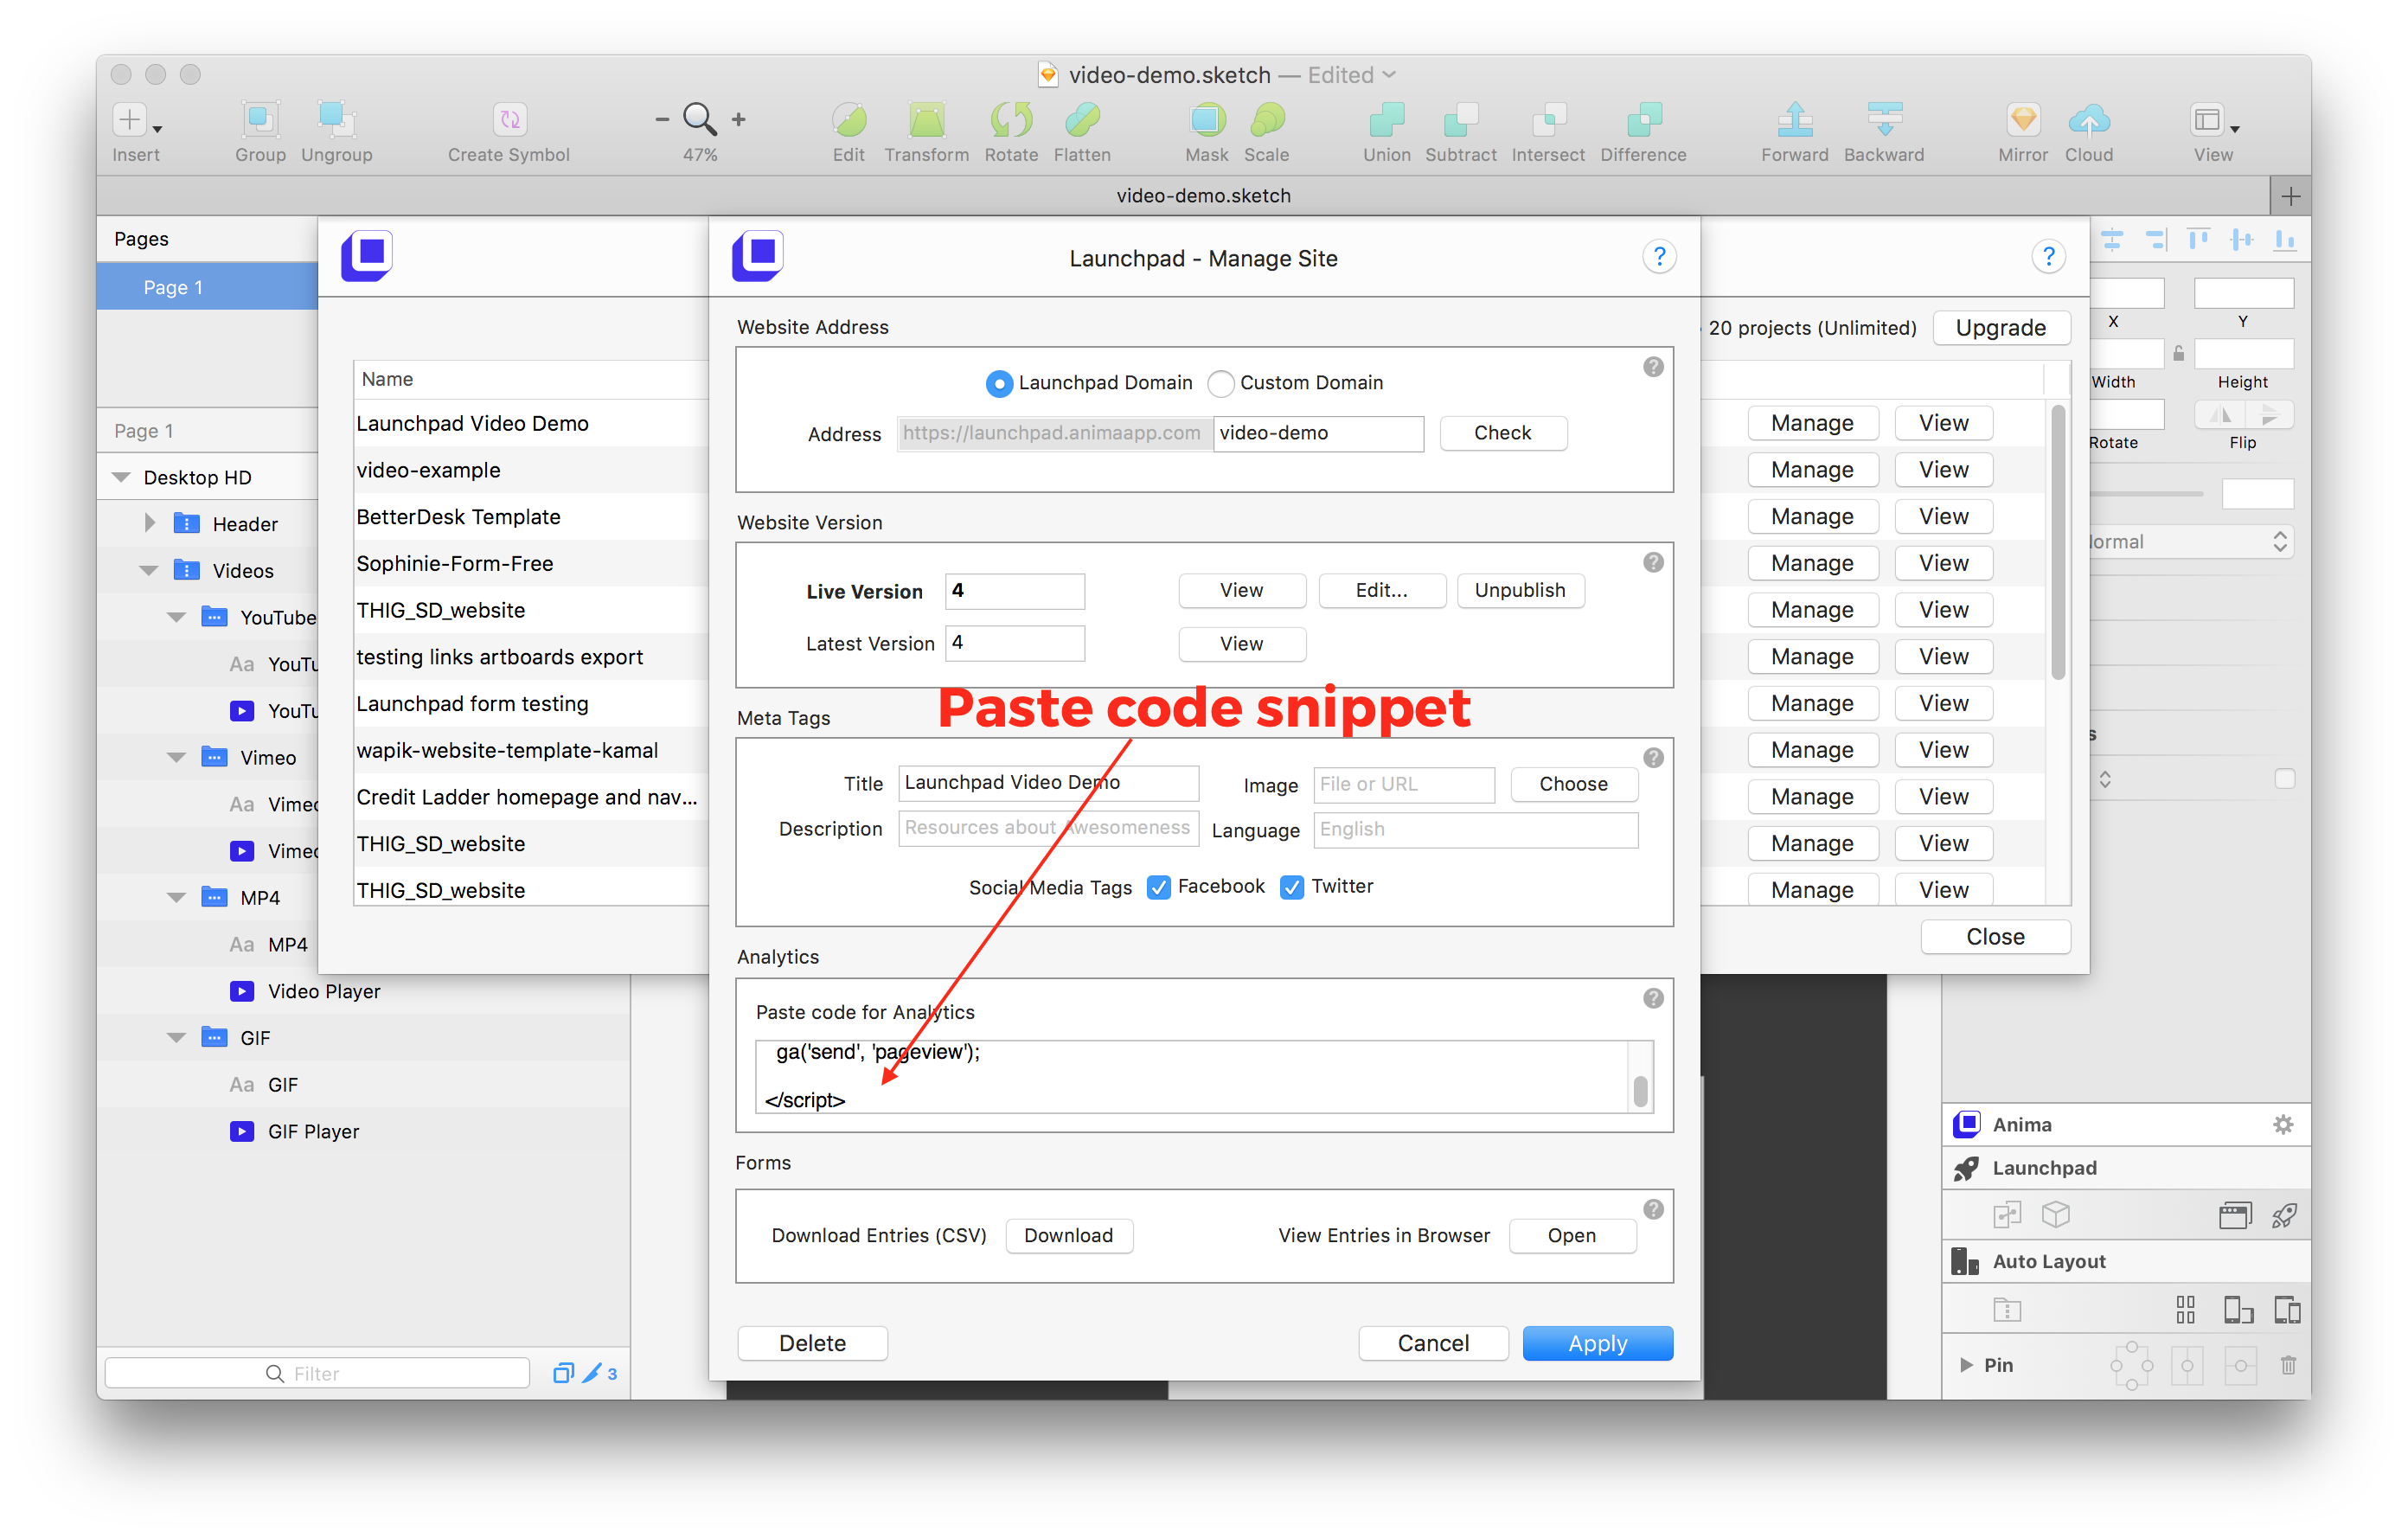 video-demo.sketch — Edited
Insert
Group
Ungroup
Create Symbol
47%
Edit
Transform
Rotate
Flatten
Mask
Scale
Union
Subtract
Intersect
Difference
Forward
Backward
Mirror
Cloud
View
video-demo.sketch
Pages
Page 1
Page 1
Desktop HD
Header
Videos
YouTube
Aa YouTu
YouTu
Vimeo
Aa Vimeo
Vimeo
MP4
Aa MP4
Video Player
GIF
Aa GIF
GIF Player
Filter
3
Name
Launchpad Video Demo
video-example
BetterDesk Template
Sophinie-Form-Free
THIG_SD_website
testing links artboards export
Launchpad form testing
wapik-website-template-kamal
Credit Ladder homepage and nav...
THIG_SD_website
THIG_SD_website
Launchpad - Manage Site
?
Website Address
?
Launchpad Domain Custom Domain
Address https://launchpad.animaapp.com video-demo Check
Website Version
?
Live Version 4 View Edit... Unpublish
Latest Version 4 View
Paste code snippet
Meta Tags
?
Title Launchpad Video Demo Image File or URL Choose
Description Resources about Awesomeness Language English
Social Media Tags Facebook Twitter
Analytics
?
Paste code for Analytics
ga('send', 'pageview');
</script>
Forms
?
Download Entries (CSV) Download View Entries in Browser Open
Delete Cancel Apply
?
20 projects (Unlimited) Upgrade
Manage View
Manage View
Manage View
Manage View
Manage View
Manage View
Manage View
Manage View
Manage View
Manage View
Manage View
Close
X Y
Width Height
Rotate Flip
ormal
s
Anima
Launchpad
Auto Layout
Pin